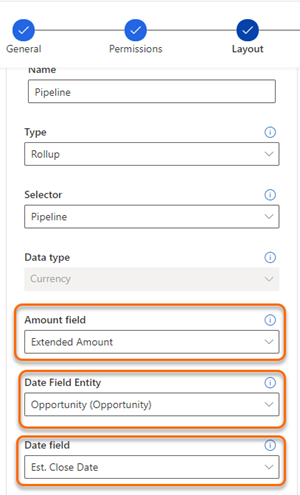 General Permissions Layout
Name
Pipeline
Type
Rollup
Selector
Pipeline
Data type
Currency
Amount field
Extended Amount
Date Field Entity
Opportunity (Opportunity)
Date field
Est. Close Date